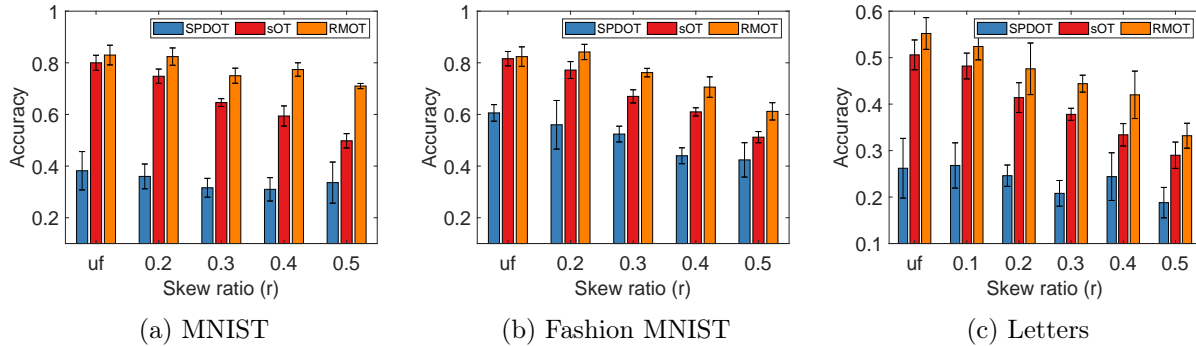 SPDOT sOT RMOT
1
0.8
0.6
0.4
0.2
Accuracy
uf 0.2 0.3 0.4 0.5
Skew ratio (r)
(a) MNIST
SPDOT sOT RMOT
1
0.8
0.6
0.4
0.2
Accuracy
uf 0.2 0.3 0.4 0.5
Skew ratio (r)
(b) Fashion MNIST
SPDOT sOT RMOT
0.6
0.5
0.4
0.3
0.2
0.1
Accuracy
uf 0.1 0.2 0.3 0.4 0.5
Skew ratio (r)
(c) Letters